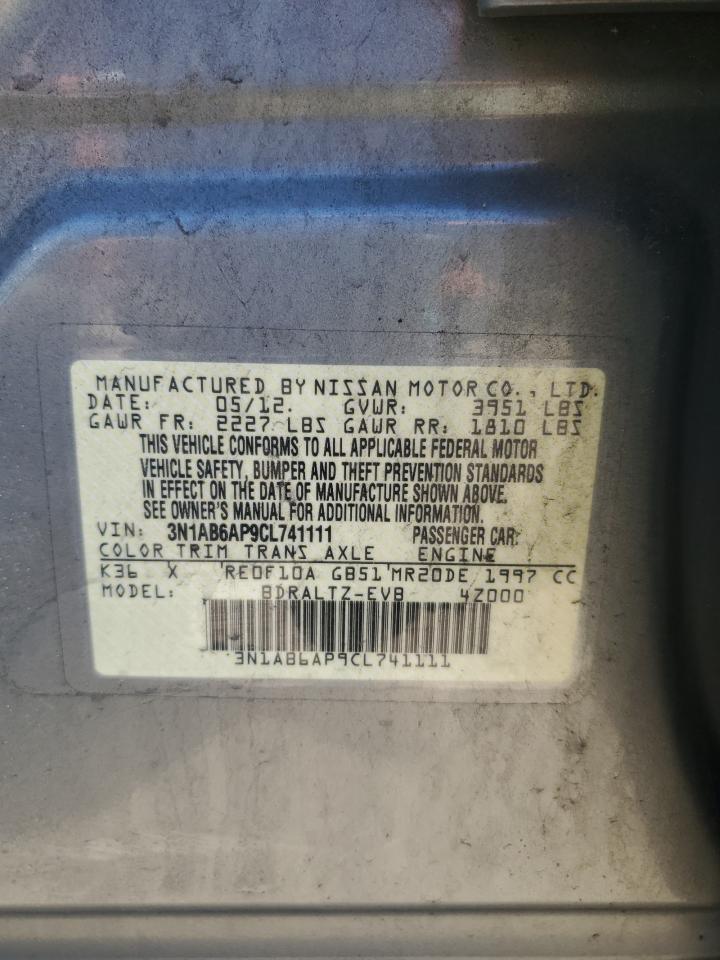 MANUFACTURED BY NISSAN MOTOR CO., LTD.
DATE: 05/12. GVWR: 3951 LBS
GAWR FR: 2227 LBS GAWR RR: 1810 LBS
THIS VEHICLE CONFORMS TO ALL APPLICABLE FEDERAL MOTOR
VEHICLE SAFETY, BUMPER AND THEFT PREVENTION STANDARDS
IN EFFECT ON THE DATE OF MANUFACTURE SHOWN ABOVE.
SEE OWNER'S MANUAL FOR ADDITIONAL INFORMATION.
VIN: 3N1AB6AP9CL741111 PASSENGER CAR
COLOR TRIM TRANS AXLE ENGINE
K36 X RE0F10A GB51 MR20DE 1997 CC
MODEL: BDRALTZ-EVB 4Z000
3N1AB6AP9CL741111